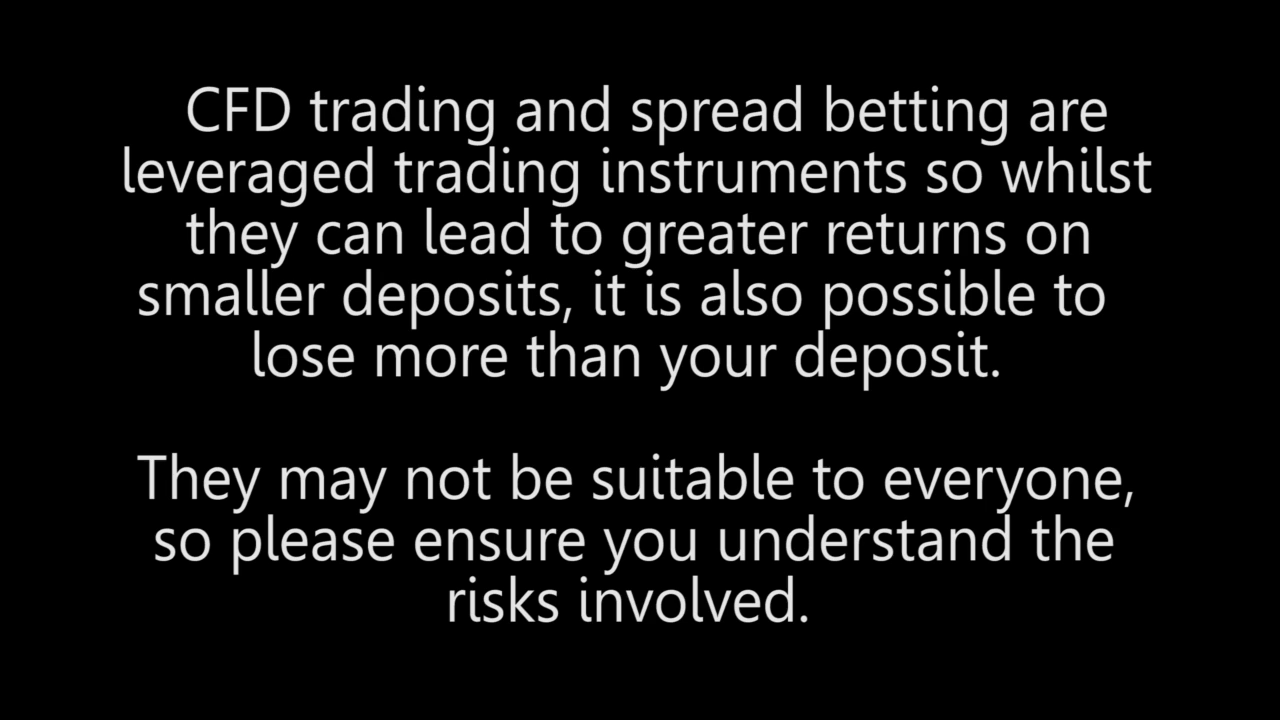 CFD trading and spread betting are
leveraged trading instruments so whilst
they can lead to greater returns on
smaller deposits, it is also possible to
lose more than your deposit.
They may not be suitable to everyone,
so please ensure you understand the
risks involved.